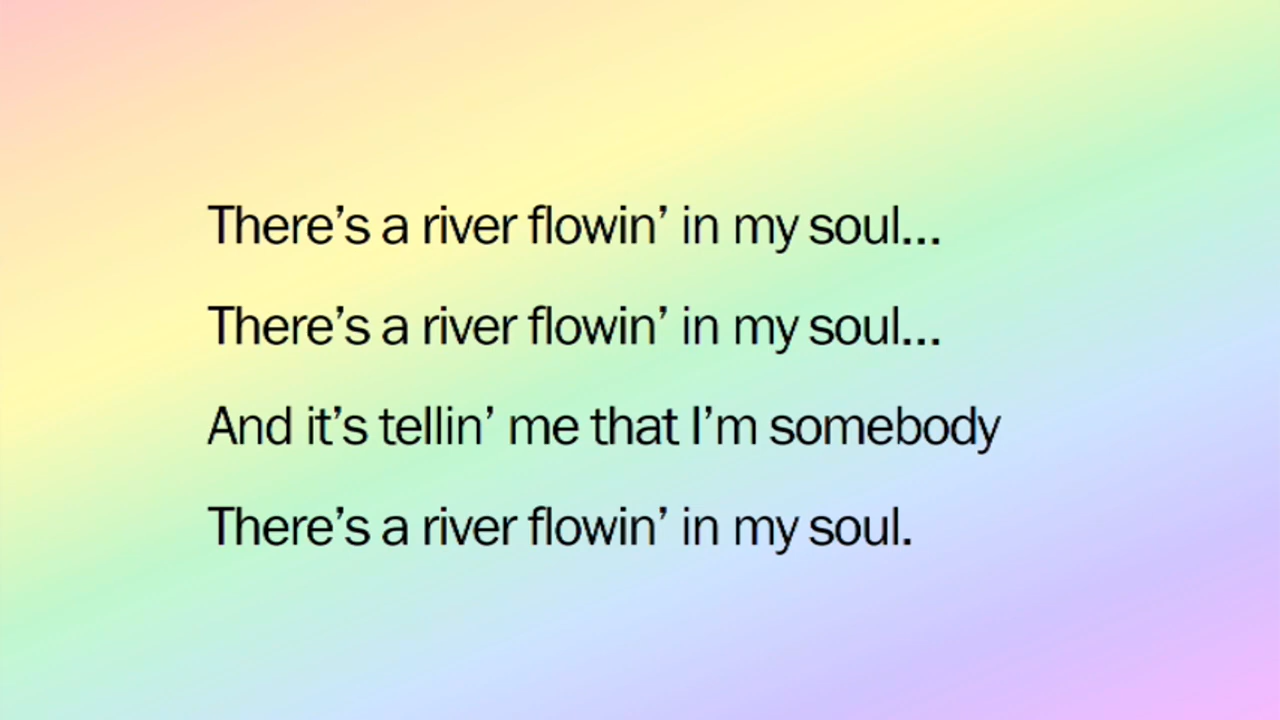 There’s a river flowin’ in my soul...
There’s a river flowin’ in my soul...
And it’s tellin’ me that I’m somebody
There’s a river flowin’ in my soul.